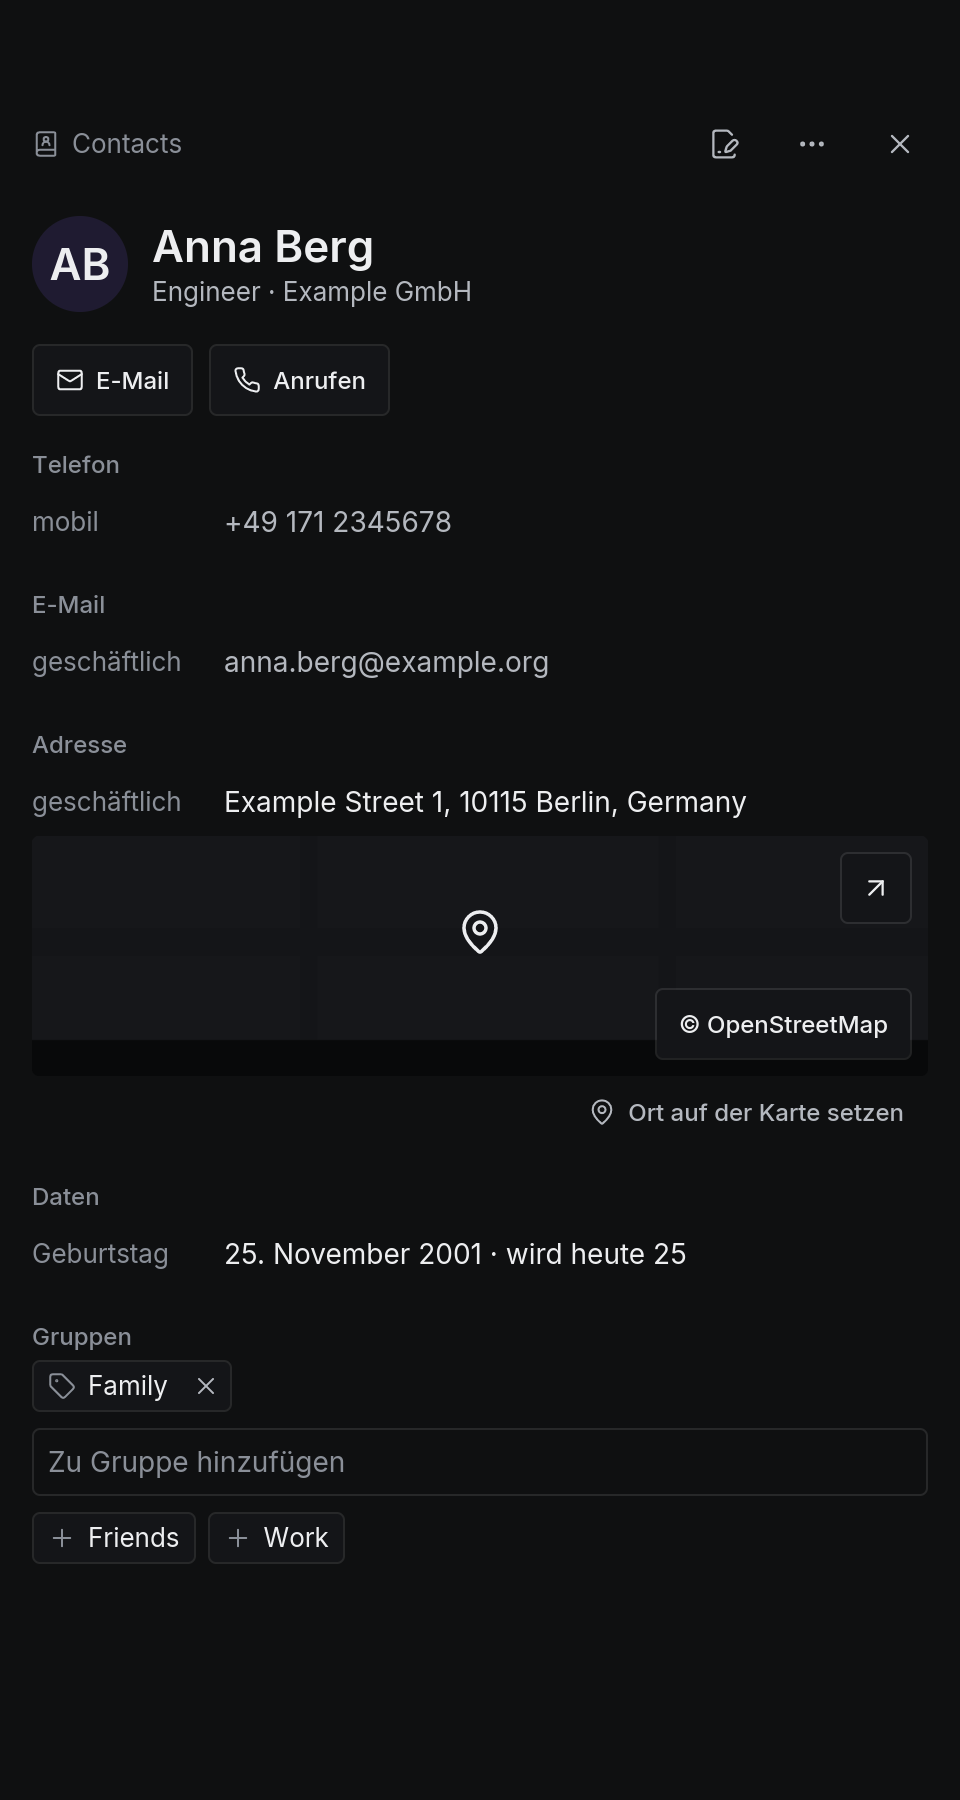 Contacts
AB
Anna Berg
Engineer · Example GmbH
E-Mail
Anrufen
Telefon
mobil +49 171 2345678
E-Mail
geschäftlich anna.berg@example.org
Adresse
geschäftlich Example Street 1, 10115 Berlin, Germany
© OpenStreetMap
Ort auf der Karte setzen
Daten
Geburtstag 25. November 2001 · wird heute 25
Gruppen
Family
Zu Gruppe hinzufügen
Friends
Work